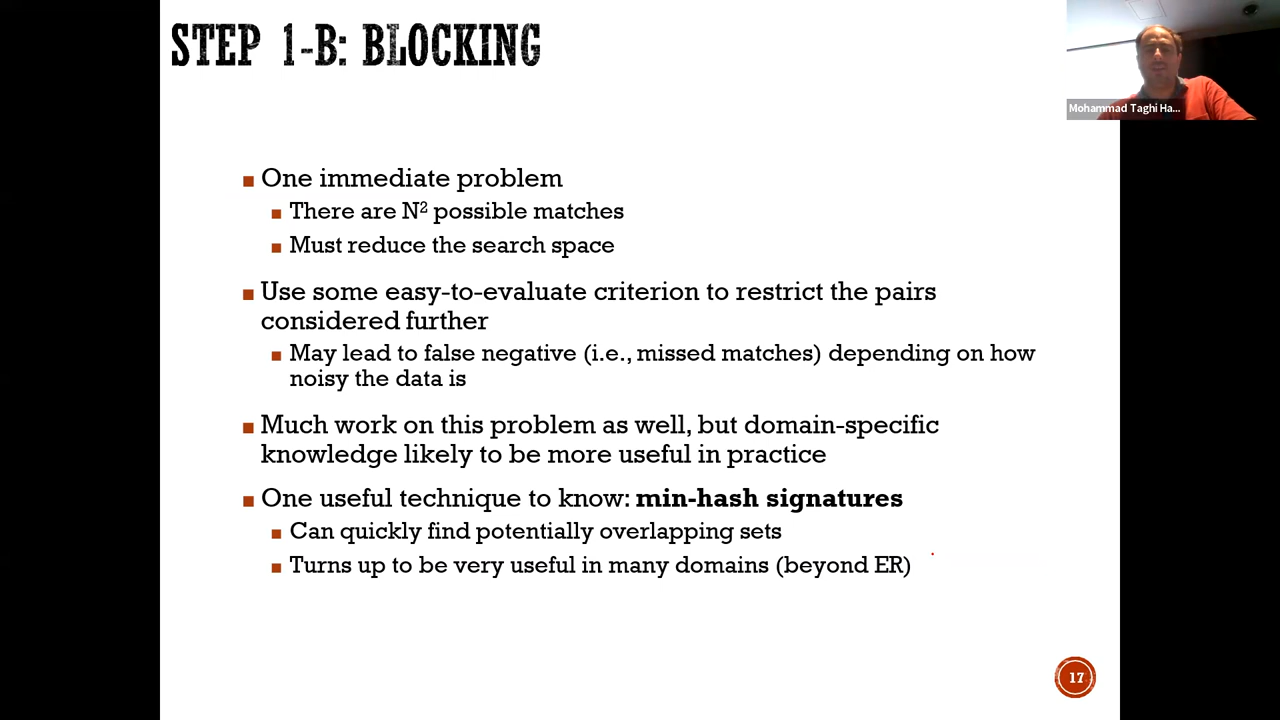 STEP 1-B: BLOCKING
Mohammad Taghi Ha...
One immediate problem
There are N² possible matches
Must reduce the search space
Use some easy-to-evaluate criterion to restrict the pairs
considered further
May lead to false negative (i.e., missed matches) depending on how
noisy the data is
Much work on this problem as well, but domain-specific
knowledge likely to be more useful in practice
One useful technique to know: min-hash signatures
Can quickly find potentially overlapping sets
Turns up to be very useful in many domains (beyond ER)
17